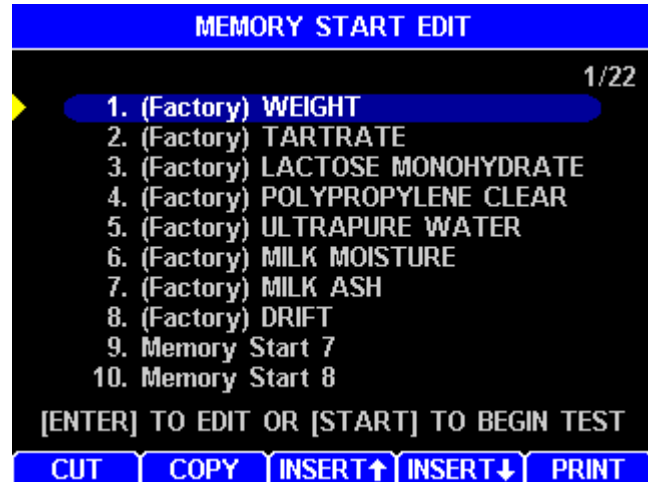 MEMORY START EDIT
1/22
1. (Factory) WEIGHT
2. (Factory) TARTRATE
3. (Factory) LACTOSE MONOHYDRATE
4. (Factory) POLYPROPYLENE CLEAR
5. (Factory) ULTRAPURE WATER
6. (Factory) MILK MOISTURE
7. (Factory) MILK ASH
8. (Factory) DRIFT
9. Memory Start 7
10. Memory Start 8
[ENTER] TO EDIT OR [START] TO BEGIN TEST
CUT COPY INSERT↑ INSERT↓ PRINT